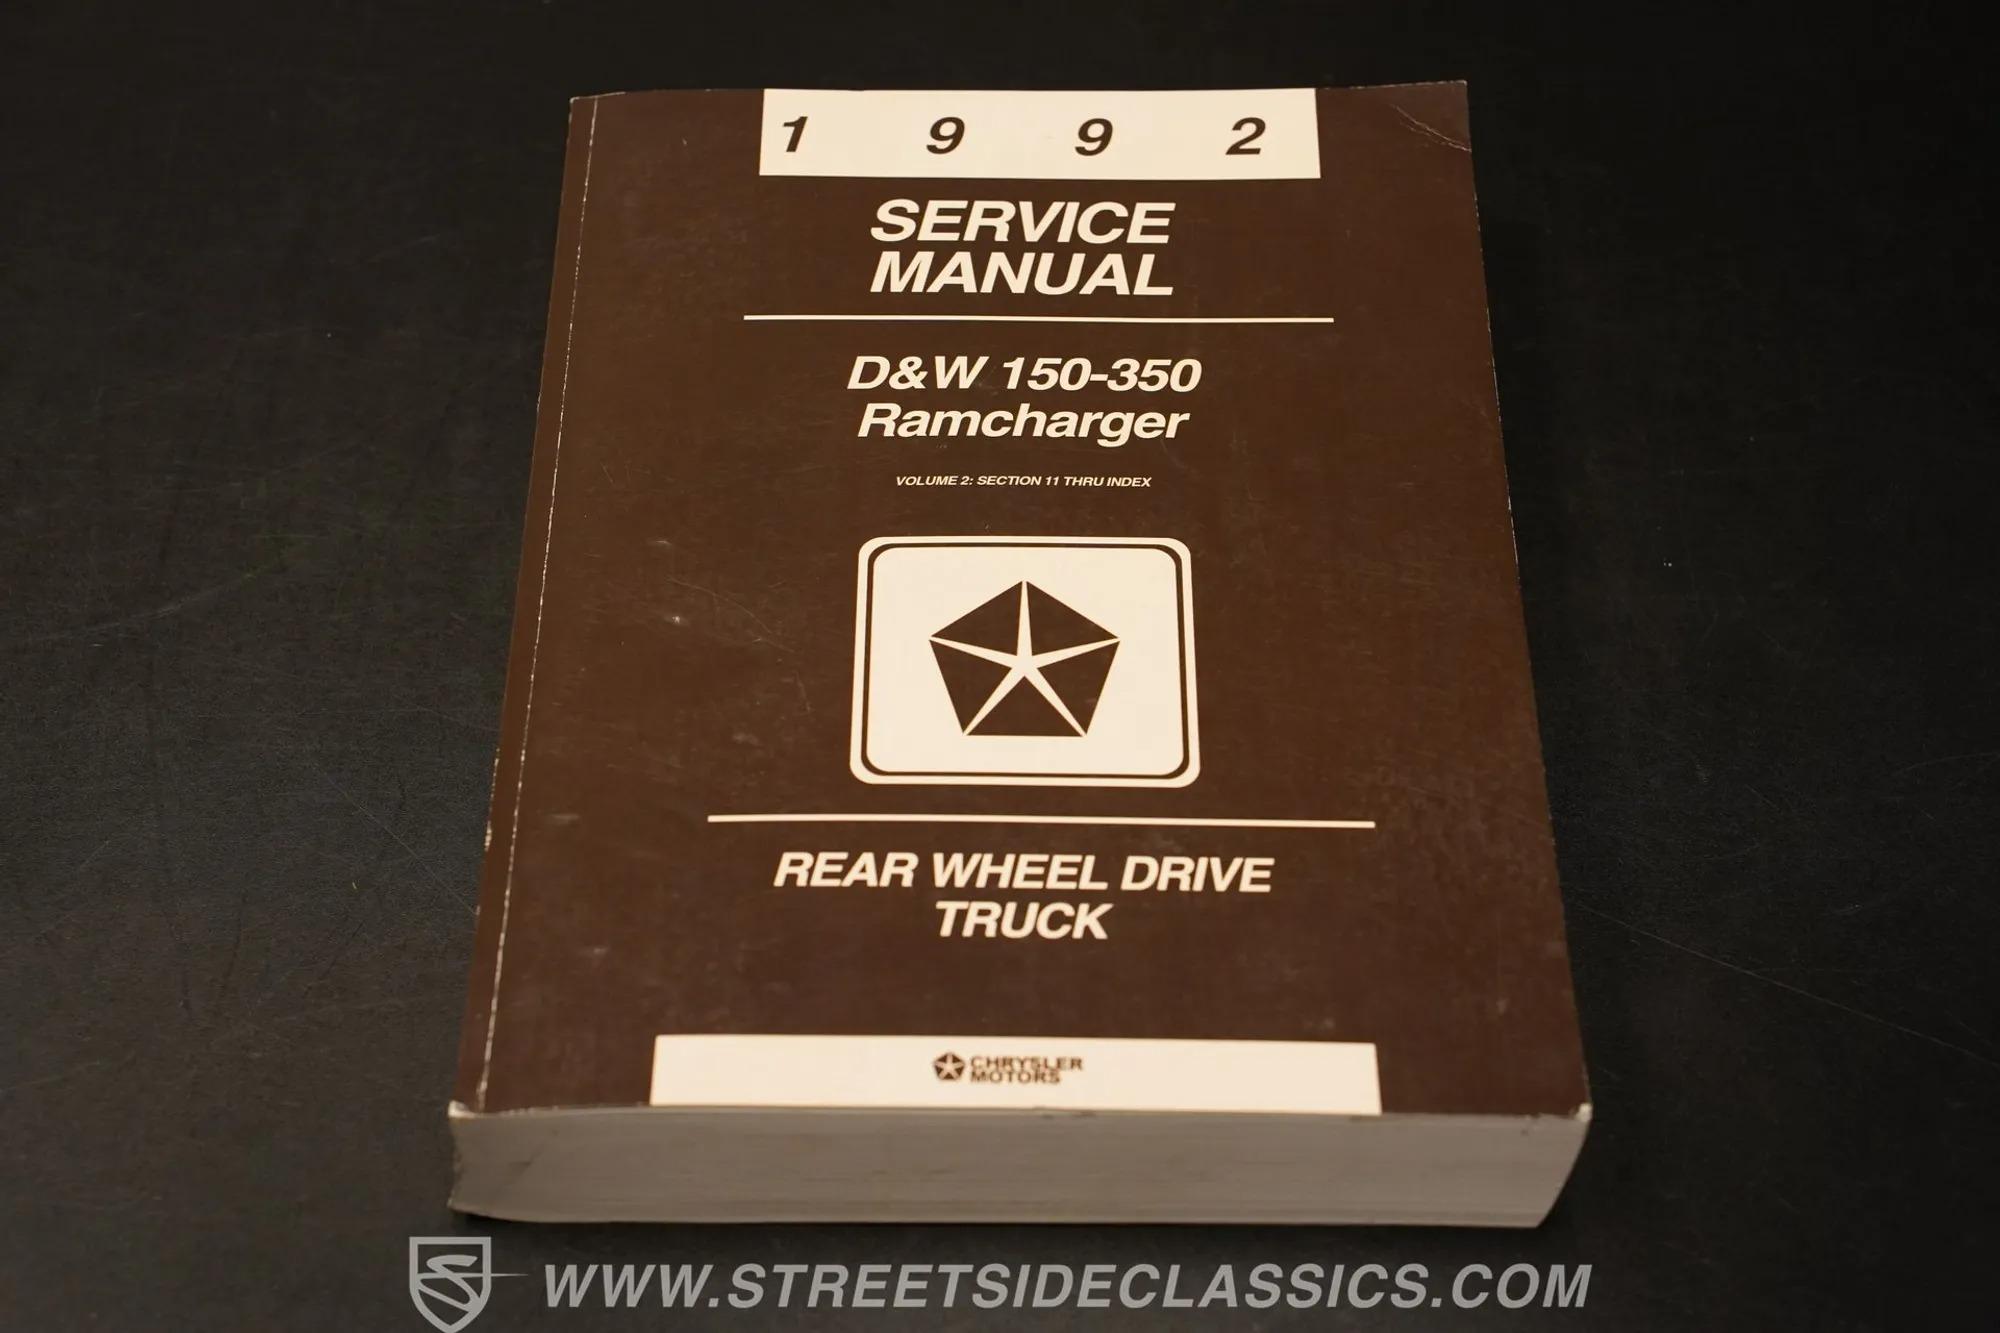 1 9 9 2
SERVICE
MANUAL
D&W 150-350
Ramcharger
VOLUME 2: SECTION 11 THRU INDEX
REAR WHEEL DRIVE
TRUCK
CHRYSLER
MOTORS
WWW.STREETSIDECLASSICS.COM